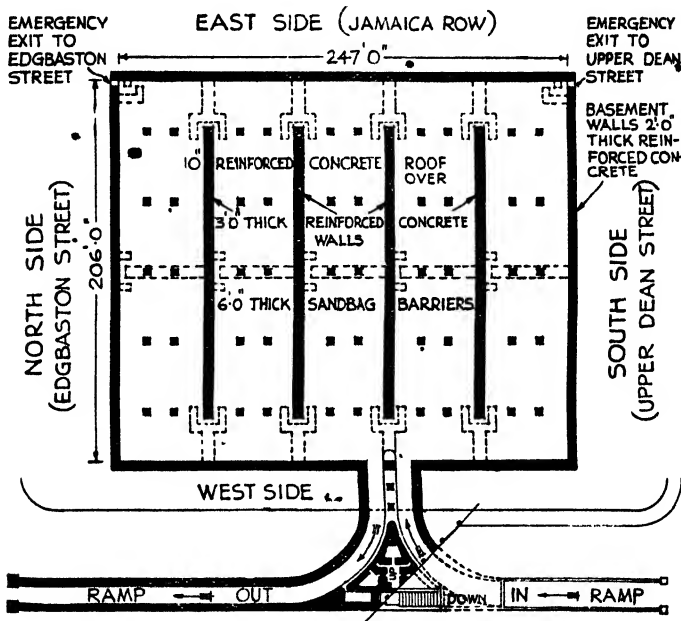 EAST SIDE (JAMAICA ROW)
EMERGENCY
EXIT TO
EDGBASTON
STREET
247'0"
EMERGENCY
EXIT TO
UPPER DEAN
STREET
BASEMENT
WALLS 2'0"
THICK REIN-
FORCED CON-
CRETE
10" REINFORCED CONCRETE ROOF
OVER
3'0" THICK REINFORCED CONCRETE
WALLS
6'0" THICK SANDBAG BARRIERS
NORTH SIDE
(EDGBASTON STREET)
206'0"
SOUTH SIDE
(UPPER DEAN STREET)
WEST SIDE
RAMP OUT
DOWN
IN RAMP